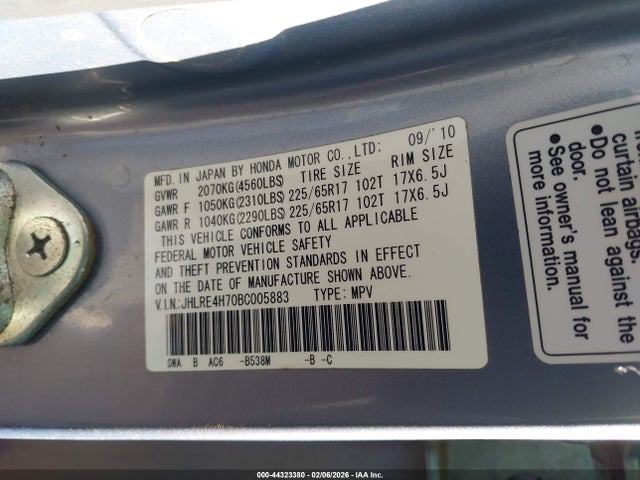 MFD. IN JAPAN BY HONDA MOTOR CO., LTD: 09/'10
GVWR 2070KG(4560LBS) TIRE SIZE RIM SIZE
GAWR F 1050KG(2310LBS) 225/65R17 102T 17X6.5J
GAWR R 1040KG(2290LBS) 225/65R17 102T 17X6.5J
THIS VEHICLE CONFORMS TO ALL APPLICABLE
FEDERAL MOTOR VEHICLE SAFETY
AND THEFT PREVENTION STANDARDS IN EFFECT
ON THE DATE OF MANUFACTURE SHOWN ABOVE.
V.I.N.:JHLRE4H70BC005883 TYPE: MPV
SWA B AC6 -B538M -B -C
curtain airbags.
• Do not lean against the
door.
• See owner's manual for
more information.
000-44323380 - 02/06/2026 - IAA Inc.